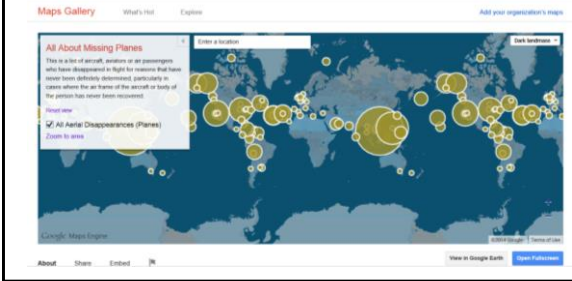 Maps Gallery What's Hot Explore Add your organization's maps
All About Missing Planes
This is a list of aircraft, aviators or air passengers
who have disappeared in flight for reasons that have
never been definitely determined, particularly in
cases where the air frame of the aircraft or body of
the person has never been recovered.
Reset view
All Aerial Disappearances (Planes)
Zoom to area
Enter a location
Dark landmass
Google Maps Engine
©2014 Google Terms of Use
View in Google Earth Open Fullscreen
About Share Embed